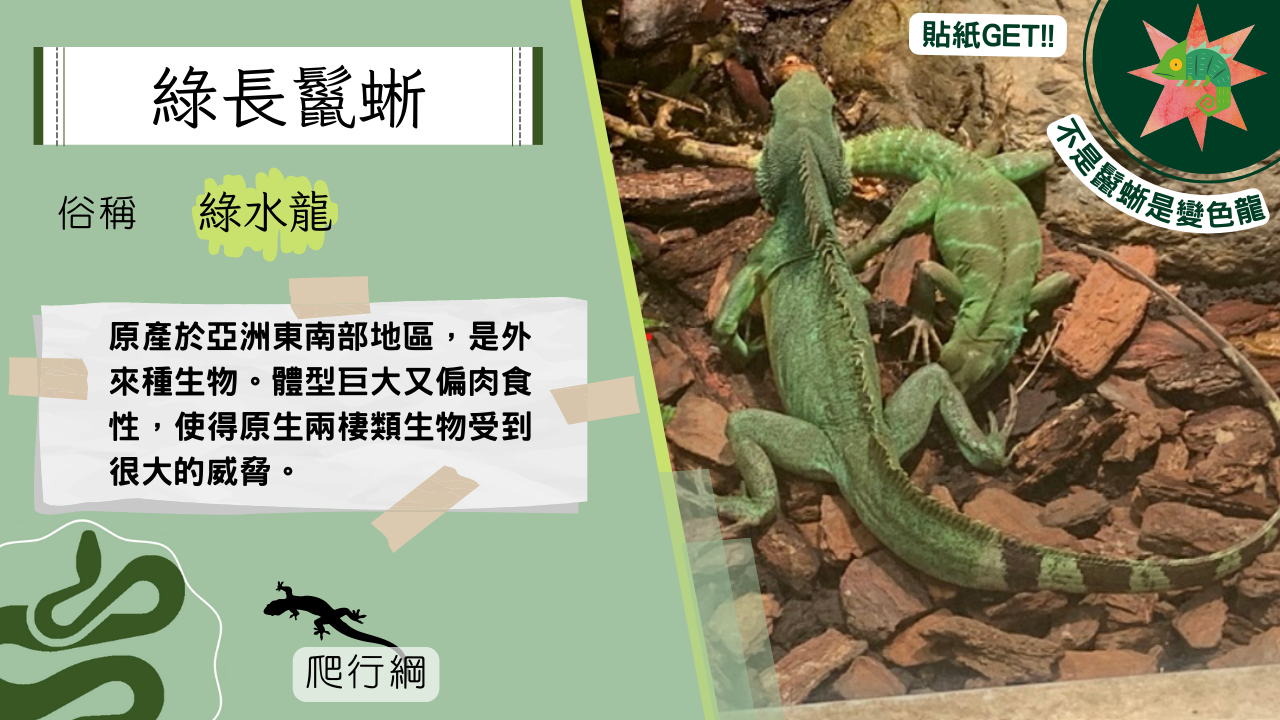 綠長鬣蜥
俗稱 綠水龍
原產於亞洲東南部地區，是外
來種生物。體型巨大又偏肉食
性，使得原生兩棲類生物受到
很大的威脅。
爬行綱
貼紙GET!!
不是鬣蜥是變色龍